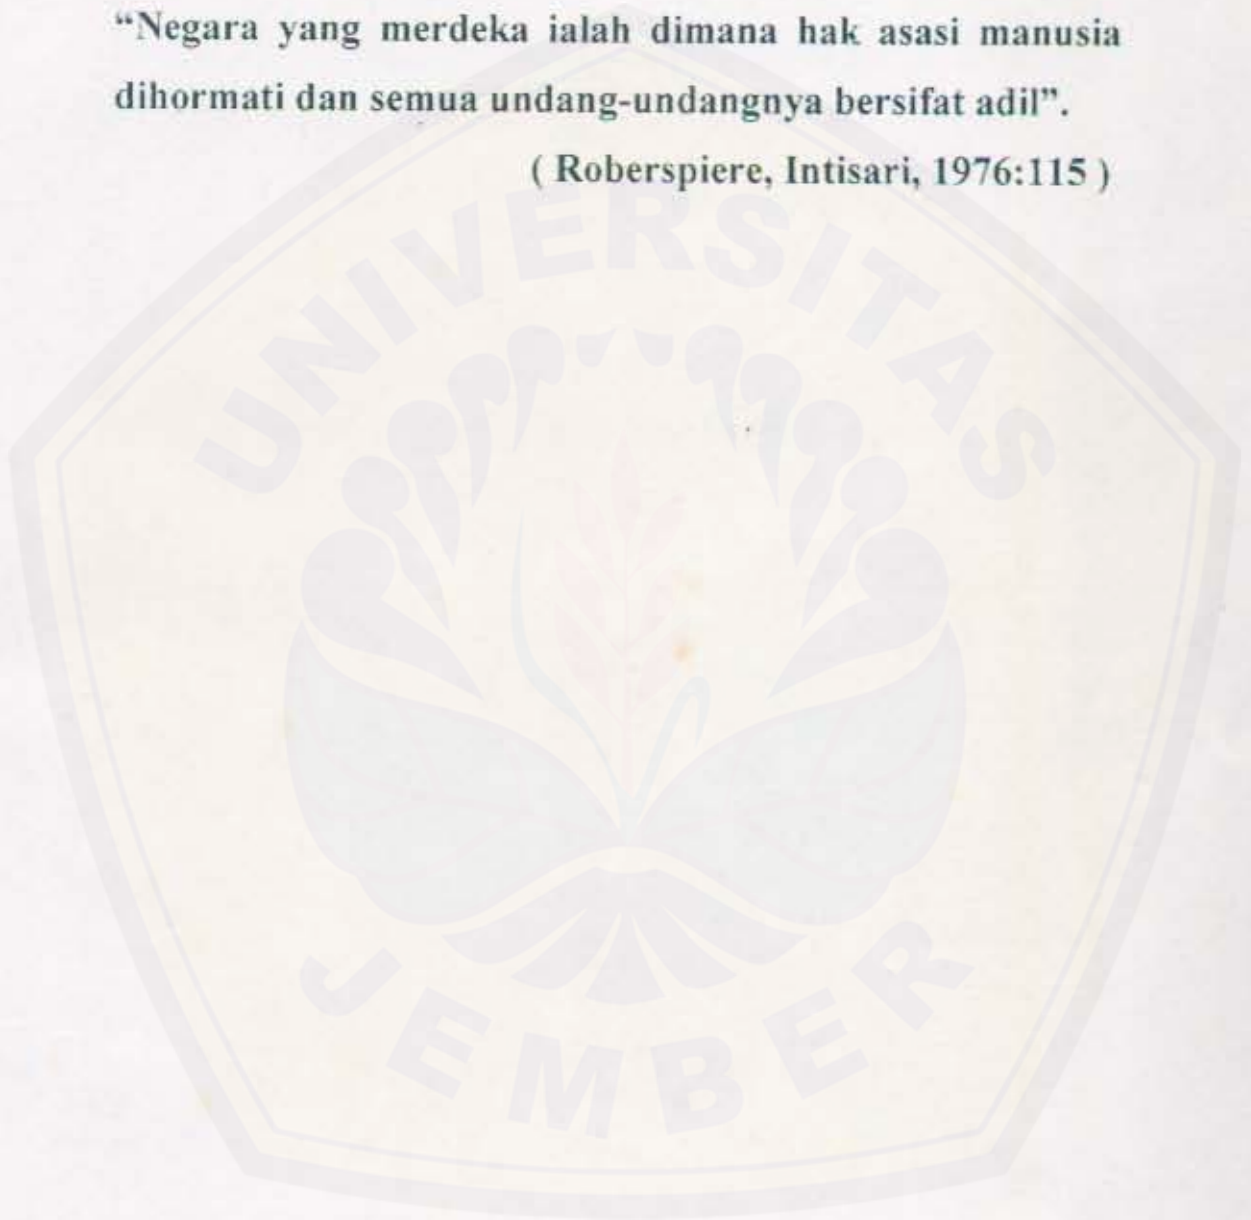 “Negara yang merdeka ialah dimana hak asasi manusia
dihormati dan semua undang-undangnya bersifat adil”.
( Roberspiere, Intisari, 1976:115 )
UNIVERSITAS
JEMBER